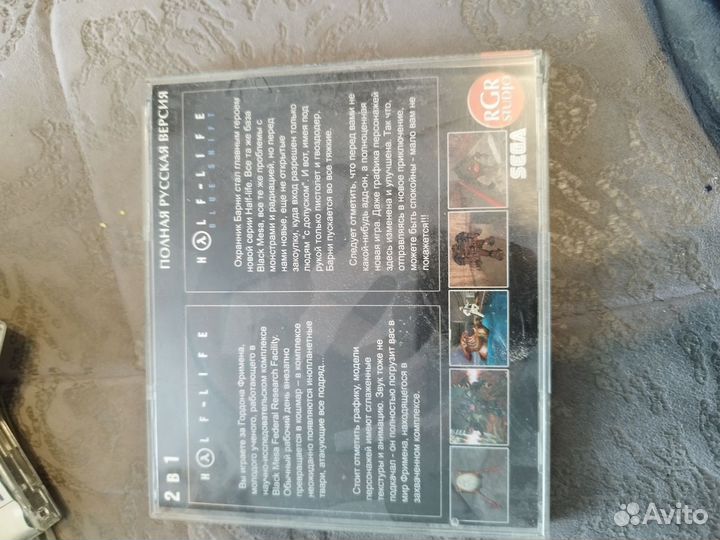 2 В 1
ПОЛНАЯ РУССКАЯ ВЕРСИЯ
HλLF-LIFE
Вы играете за Гордона Фримена,
молодого ученого, работающего в
научно-исследовательском комплексе
Black Mesa Federal Research Facility.
Обычный рабочий день внезапно
превращается в кошмар – в комплексе
неожиданно появляются инопланетные
твари, атакующие все подряд...
Стоит отметить графику, модели
персонажей имеют сглаженные
текстуры и анимацию. Звук тоже не
подкачал - он полностью погрузит вас в
мир Фримена, находящегося в
захваченном комплексе.
HλLF-LIFE
BLUE SHIFT
Охранник Барни стал главным героем
новой серии Half-life. Все та же база
Black Mesa, все те же проблемы с
монстрами и радиацией, но перед
нами новые, еще не открытые
закоулки, куда вход разрешен только
людям "с допуском". И вот, имея под
рукой только пистолет и гвоздодер,
Барни пускается во все тяжкие.
Следует отметить, что перед вами не
какой-нибудь адд-он, а полноценная
новая игра. Даже графика персонажей
здесь изменена и улучшена. Так что,
отправляясь в новое приключение,
можете быть спокойны - мало вам не
покажется!!!
RGR
STUDIO
SEGA
Avito